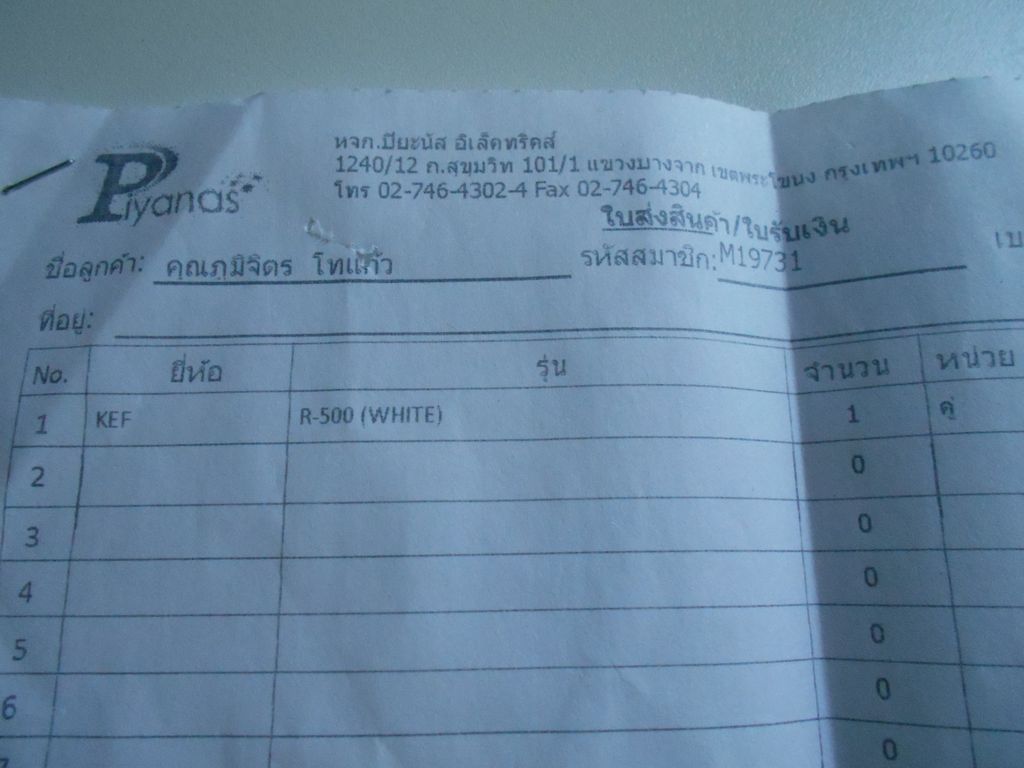 Piyanas
หจก.ปิยะนัส อิเล็คทริคส์
1240/12 ถ.สุขุมวิท 101/1 แขวงบางจาก เขตพระโขนง กรุงเทพฯ 10260
โทร 02-746-4302-4 Fax 02-746-4304
ใบส่งสินค้า/ใบรับเงิน
ชื่อลูกค้า: คุณภูมิจิตร โทแก้ว รหัสสมาชิก: M19731
ที่อยู่:
No. ยี่ห้อ รุ่น จำนวน หน่วย
1 KEF R-500 (WHITE) 1 คู่
2 0
3 0
4 0
5 0
6 0
0